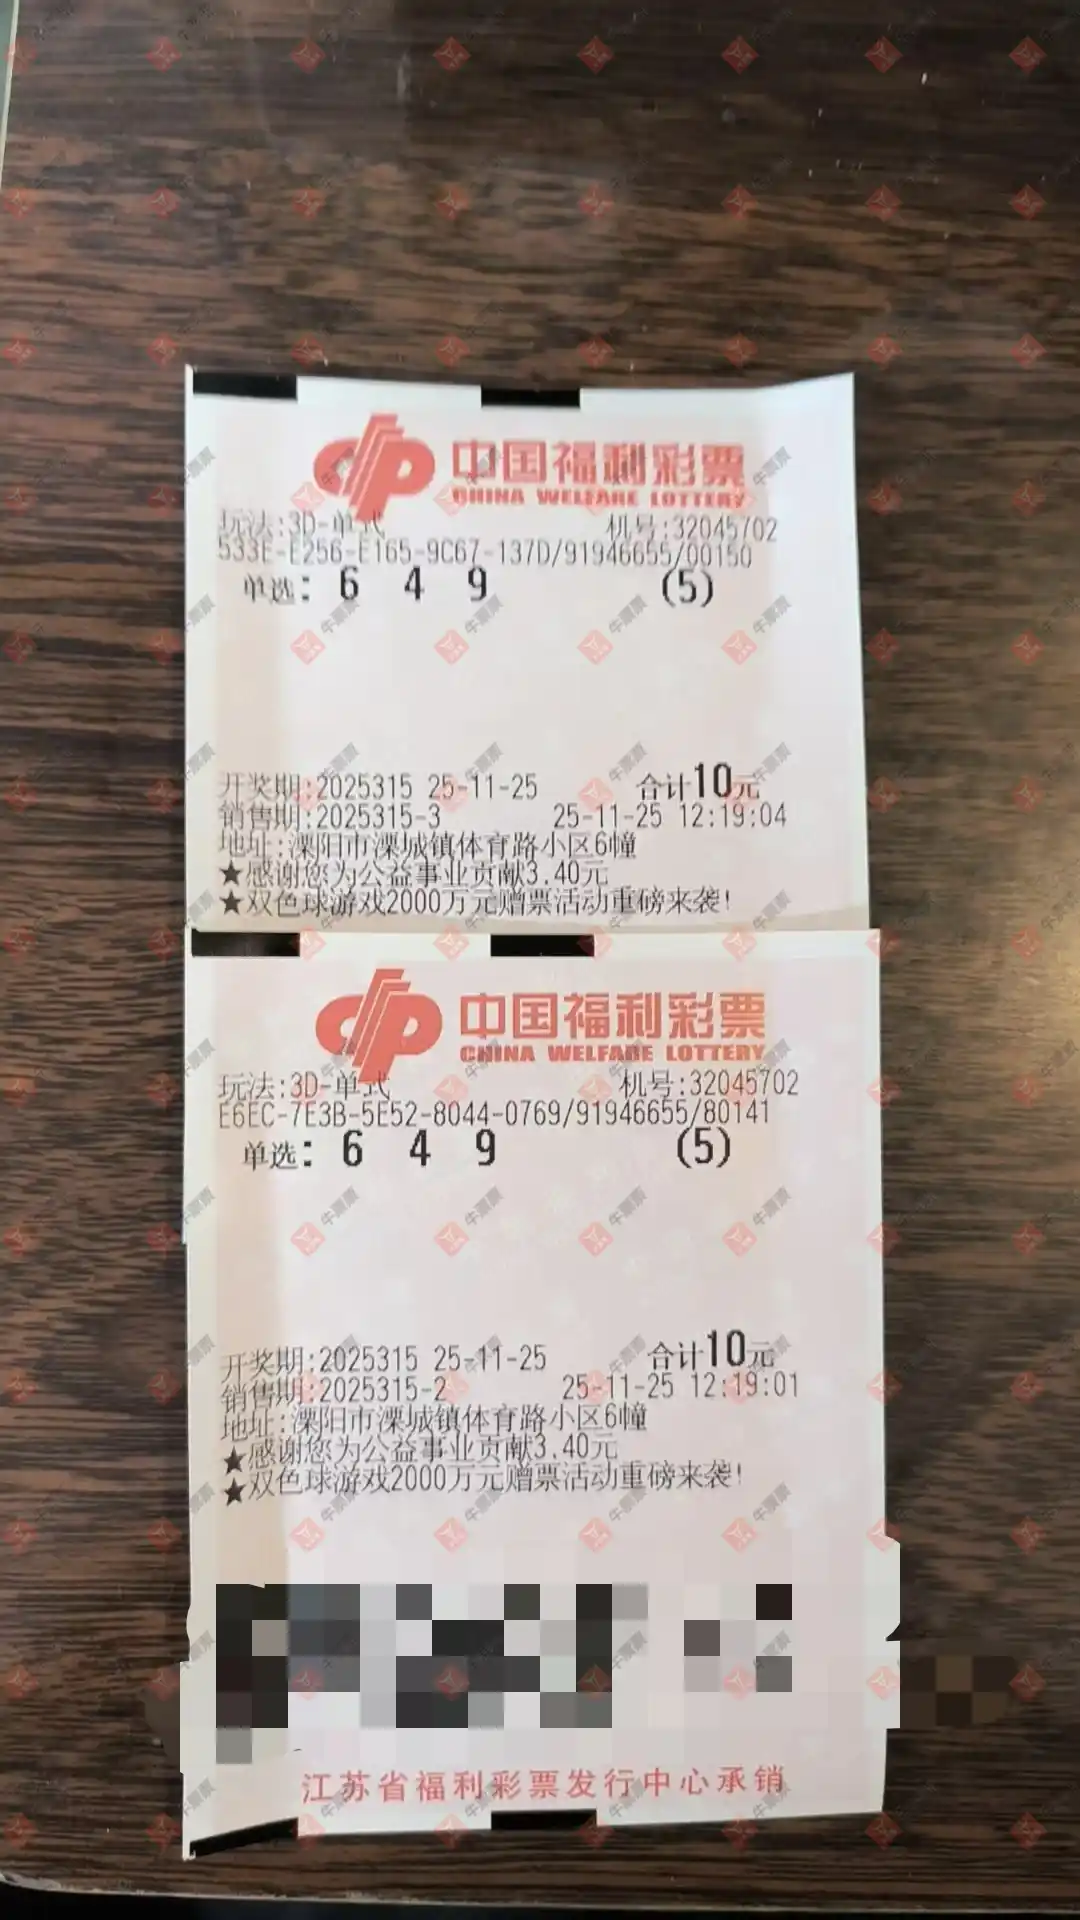 中国福利彩票
CHINA WELFARE LOTTERY
玩法:3D-单式 机号:32045702
533E-E256-E165-9C67-137D/91946655/00150
单选: 6 4 9 (5)
开奖期:2025315 25-11-25 合计10元
销售期:2025315-3 25-11-25 12:19:04
地址:溧阳市溧城镇体育路小区6幢
★感谢您为公益事业贡献3.40元
★双色球游戏2000万元赠票活动重磅来袭!
中国福利彩票
CHINA WELFARE LOTTERY
玩法:3D-单式 机号:32045702
E6EC-7E3B-5E52-8044-0769/91946655/80141
单选: 6 4 9 (5)
开奖期:2025315 25-11-25 合计10元
销售期:2025315-2 25-11-25 12:19:01
地址:溧阳市溧城镇体育路小区6幢
★感谢您为公益事业贡献3.40元
★双色球游戏2000万元赠票活动重磅来袭!
江苏省福利彩票发行中心承销
牛票票